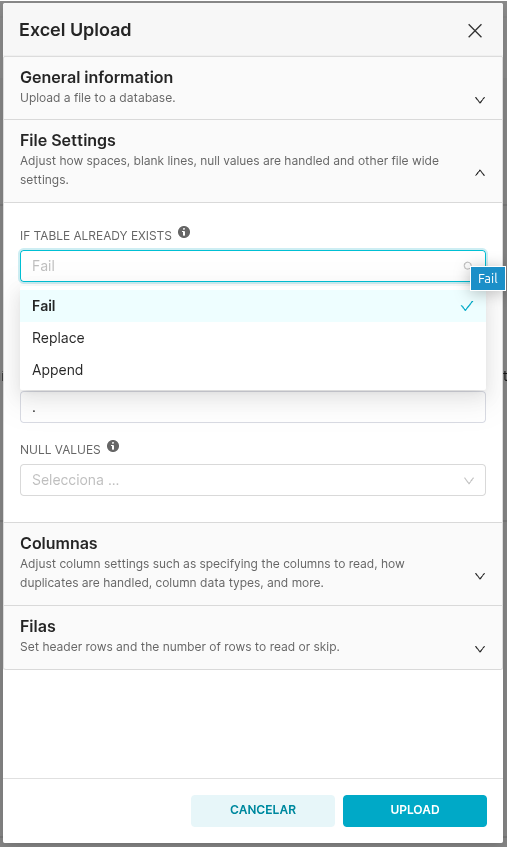 Excel Upload
General information
Upload a file to a database.
File Settings
Adjust how spaces, blank lines, null values are handled and other file wide
settings.
IF TABLE ALREADY EXISTS
Fail
Fail
Fail
Replace
Append
.
NULL VALUES
Selecciona ...
Columnas
Adjust column settings such as specifying the columns to read, how
duplicates are handled, column data types, and more.
Filas
Set header rows and the number of rows to read or skip.
CANCELAR
UPLOAD